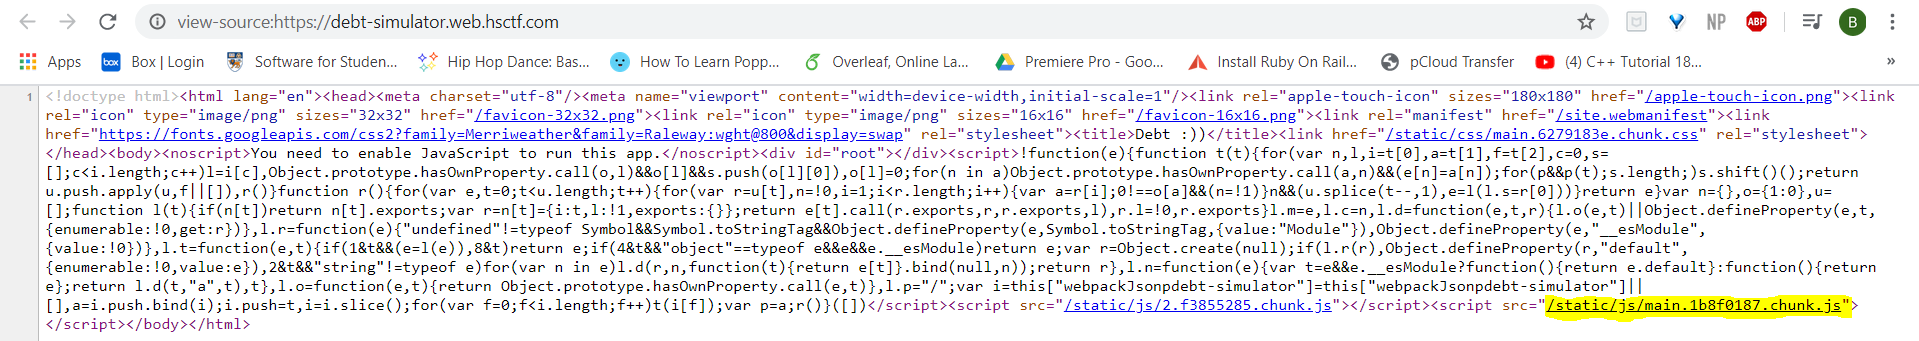 view-source:https://debt-simulator.web.hsctf.com NP ABP B
Apps box Box | Login Software for Studen... Hip Hop Dance: Bas... How To Learn Popp... Overleaf, Online La... Premiere Pro - Goo... Install Ruby On Rail... pCloud Transfer (4) C++ Tutorial 18... »
1 <!doctype html><html lang="en"><head><meta charset="utf-8"/><meta name="viewport" content="width=device-width,initial-scale=1"/><link rel="apple-touch-icon" sizes="180x180" href="/apple-touch-icon.png"><link
rel="icon" type="image/png" sizes="32x32" href="/favicon-32x32.png"><link rel="icon" type="image/png" sizes="16x16" href="/favicon-16x16.png"><link rel="manifest" href="/site.webmanifest"><link
href="https://fonts.googleapis.com/css2?family=Merriweather&family=Raleway:wght@800&display=swap" rel="stylesheet"><title>Debt :))</title><link href="/static/css/main.6279183e.chunk.css" rel="stylesheet">
</head><body><noscript>You need to enable JavaScript to run this app.</noscript><div id="root"></div><script>!function(e){function t(t){for(var n,l,i=t[0],a=t[1],f=t[2],c=0,s=
[];c<i.length;c++)l=i[c],Object.prototype.hasOwnProperty.call(o,l)&&o[l]&&s.push(o[l][0]),o[l]=0;for(n in a)Object.prototype.hasOwnProperty.call(a,n)&&(e[n]=a[n]);for(p&&p(t);s.length;)s.shift()();return
u.push.apply(u,f||[]),r()}function r(){for(var e,t=0;t<u.length;t++){for(var r=u[t],n=!0,i=1;i<r.length;i++){var a=r[i];0!==o[a]&&(n=!1)}n&&(u.splice(t--,1),e=l(l.s=r[0]))}return e}var n={},o={1:0},u=
[];function l(t){if(n[t])return n[t].exports;var r=n[t]={i:t,l:!1,exports:{}};return e[t].call(r.exports,r,r.exports,l),r.l=!0,r.exports}l.m=e,l.c=n,l.d=function(e,t,r){l.o(e,t)||Object.defineProperty(e,t,
{enumerable:!0,get:r})},l.r=function(e){"undefined"!=typeof Symbol&&Symbol.toStringTag&&Object.defineProperty(e,Symbol.toStringTag,{value:"Module"}),Object.defineProperty(e,"__esModule",
{value:!0})},l.t=function(e,t){if(1&t&&(e=l(e)),8&t)return e;if(4&t&&"object"==typeof e&&e&&e.__esModule)return e;var r=Object.create(null);if(l.r(r),Object.defineProperty(r,"default",
{enumerable:!0,value:e}),2&t&&"string"!=typeof e)for(var n in e)l.d(r,n,function(t){return e[t]}.bind(null,n));return r},l.n=function(e){var t=e&&e.__esModule?function(){return e.default}:function(){return
e};return l.d(t,"a",t),t},l.o=function(e,t){return Object.prototype.hasOwnProperty.call(e,t)},l.p="/";var i=this["webpackJsonpdebt-simulator"]=this["webpackJsonpdebt-simulator"]||
[],a=i.push.bind(i);i.push=t,i=i.slice();for(var f=0;f<i.length;f++)t(i[f]);var p=a;r()}([])</script><script src="/static/js/2.f3855285.chunk.js"></script><script src="/static/js/main.1b8f0187.chunk.js">
</script></body></html>